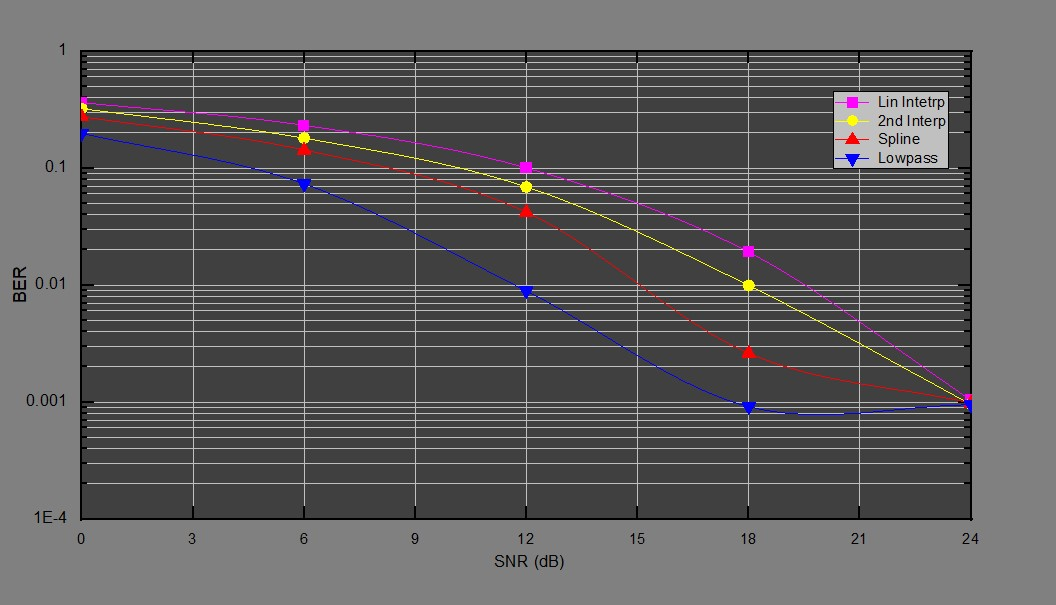 1
0.1
0.01
0.001
1E-4
BER
0 3 6 9 12 15 18 21 24
SNR (dB)
Lin Intetrp
2nd Interp
Spline
Lowpass